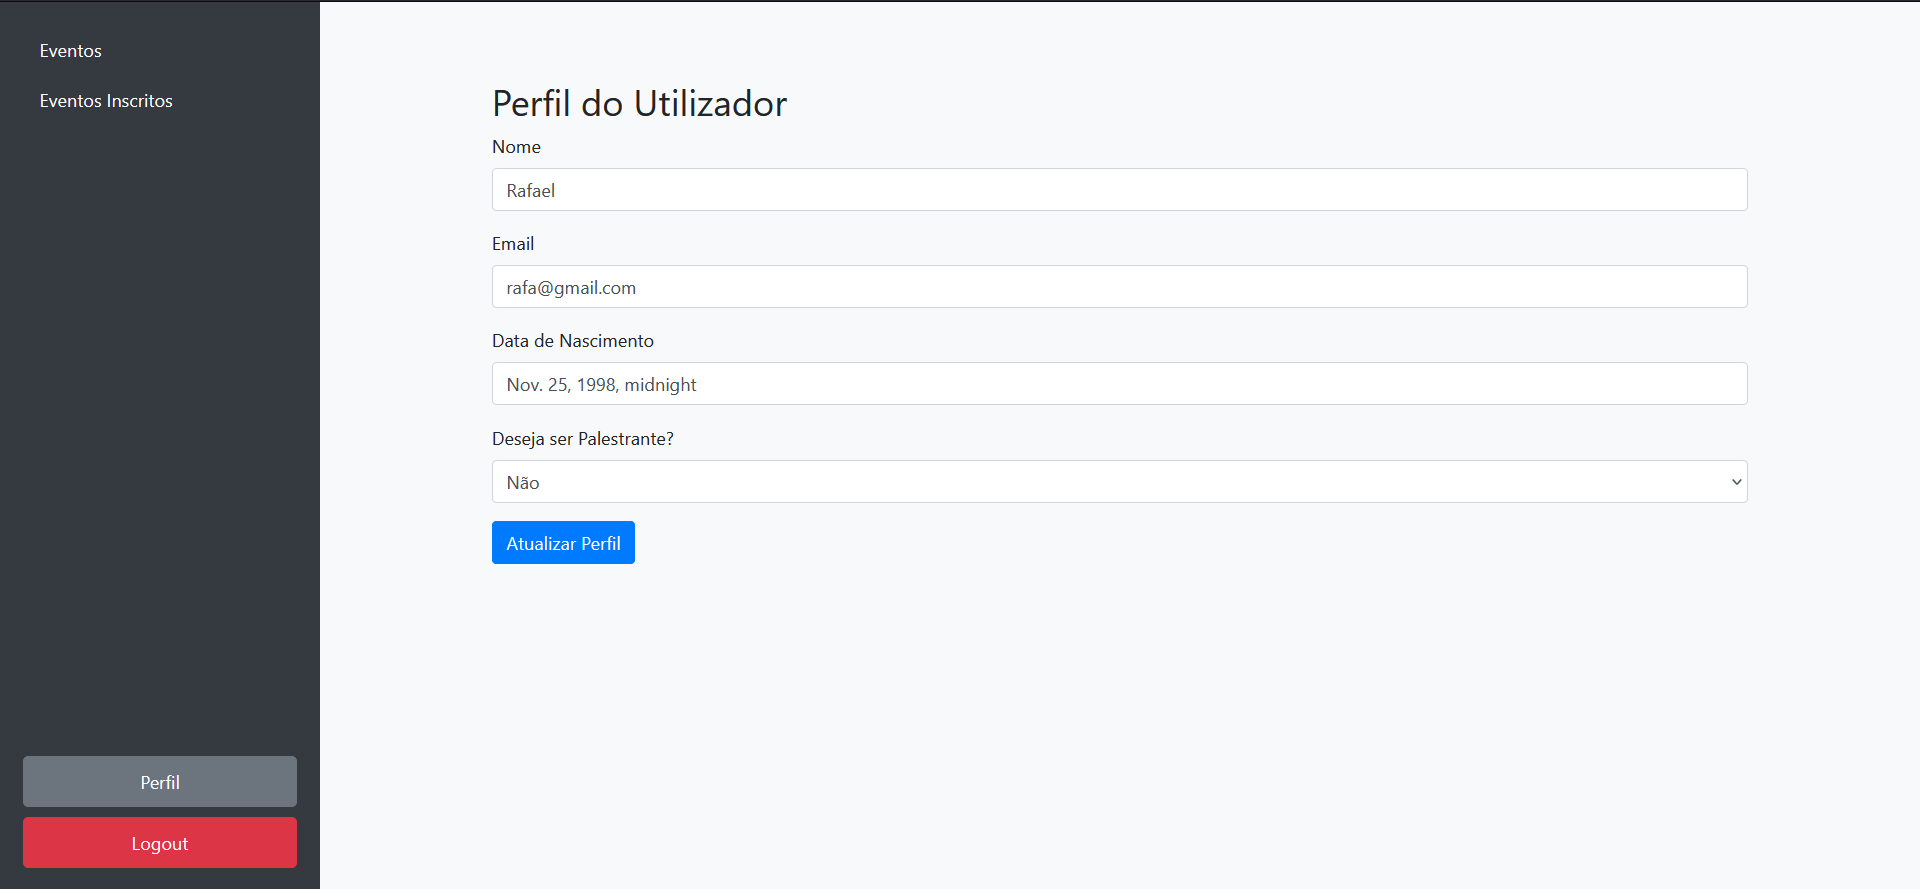 Eventos
Eventos Inscritos
Perfil
Logout
Perfil do Utilizador
Nome
Rafael
Email
rafa@gmail.com
Data de Nascimento
Nov. 25, 1998, midnight
Deseja ser Palestrante?
Não
Atualizar Perfil